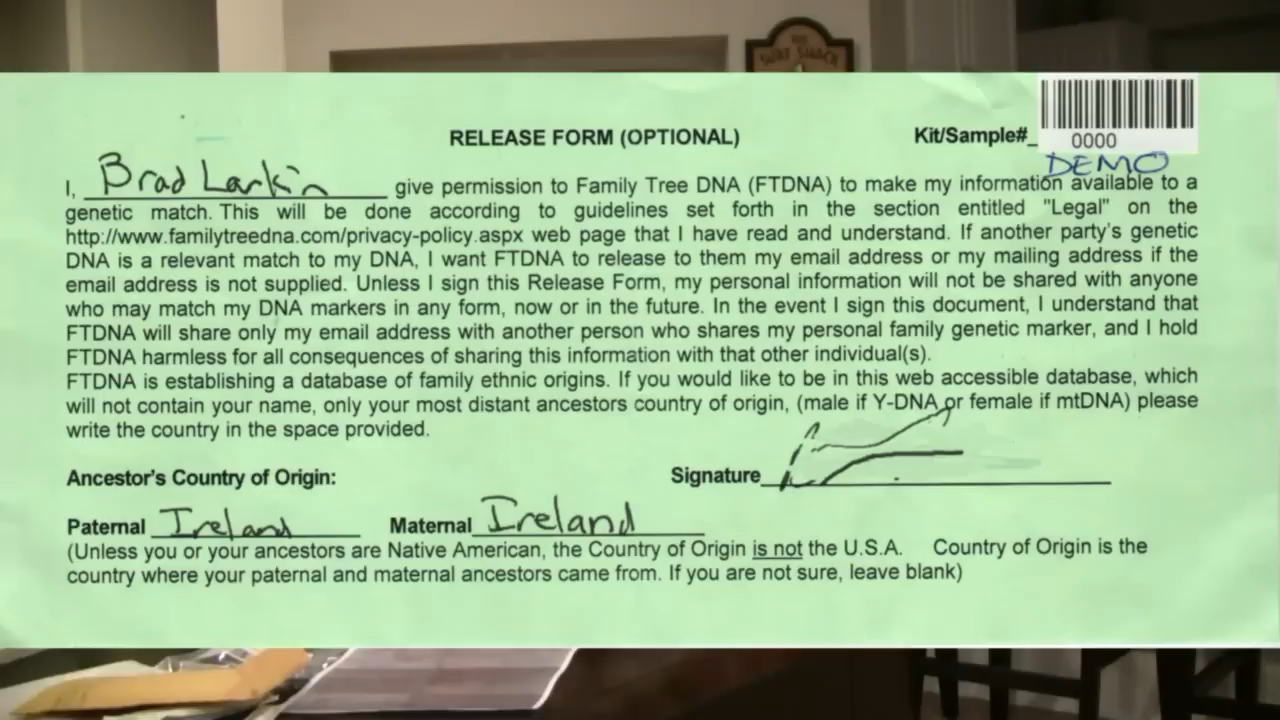 THE
SURF SHACK
RELEASE FORM (OPTIONAL) Kit/Sample#_
0000
DEMO
I, Brad Larkin give permission to Family Tree DNA (FTDNA) to make my information available to a
genetic match. This will be done according to guidelines set forth in the section entitled "Legal" on the
http://www.familytreedna.com/privacy-policy.aspx web page that I have read and understand. If another party's genetic
DNA is a relevant match to my DNA, I want FTDNA to release to them my email address or my mailing address if the
email address is not supplied. Unless I sign this Release Form, my personal information will not be shared with anyone
who may match my DNA markers in any form, now or in the future. In the event I sign this document, I understand that
FTDNA will share only my email address with another person who shares my personal family genetic marker, and I hold
FTDNA harmless for all consequences of sharing this information with that other individual(s).
FTDNA is establishing a database of family ethnic origins. If you would like to be in this web accessible database, which
will not contain your name, only your most distant ancestors country of origin, (male if Y-DNA or female if mtDNA) please
write the country in the space provided.
Ancestor's Country of Origin: Signature
Paternal Ireland Maternal Ireland
(Unless you or your ancestors are Native American, the Country of Origin is not the U.S.A. Country of Origin is the
country where your paternal and maternal ancestors came from. If you are not sure, leave blank)